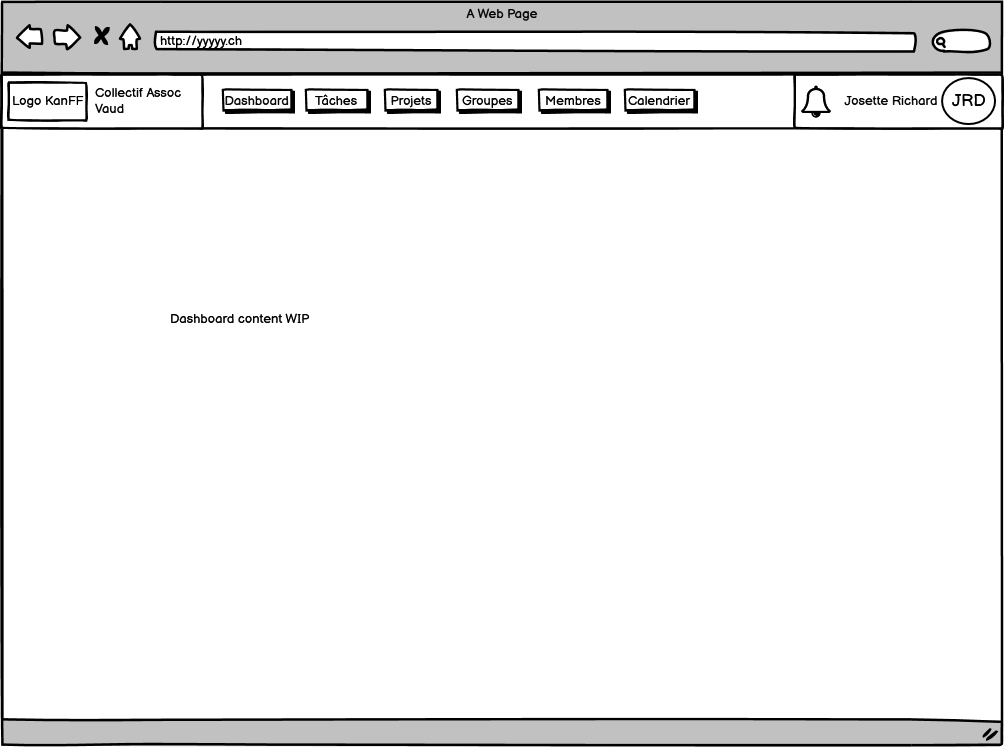 A Web Page
http://yyyyy.ch
Logo KanFF
Collectif Assoc
Vaud
Dashboard
Tâches
Projets
Groupes
Membres
Calendrier
Josette Richard
JRD
Dashboard content WIP